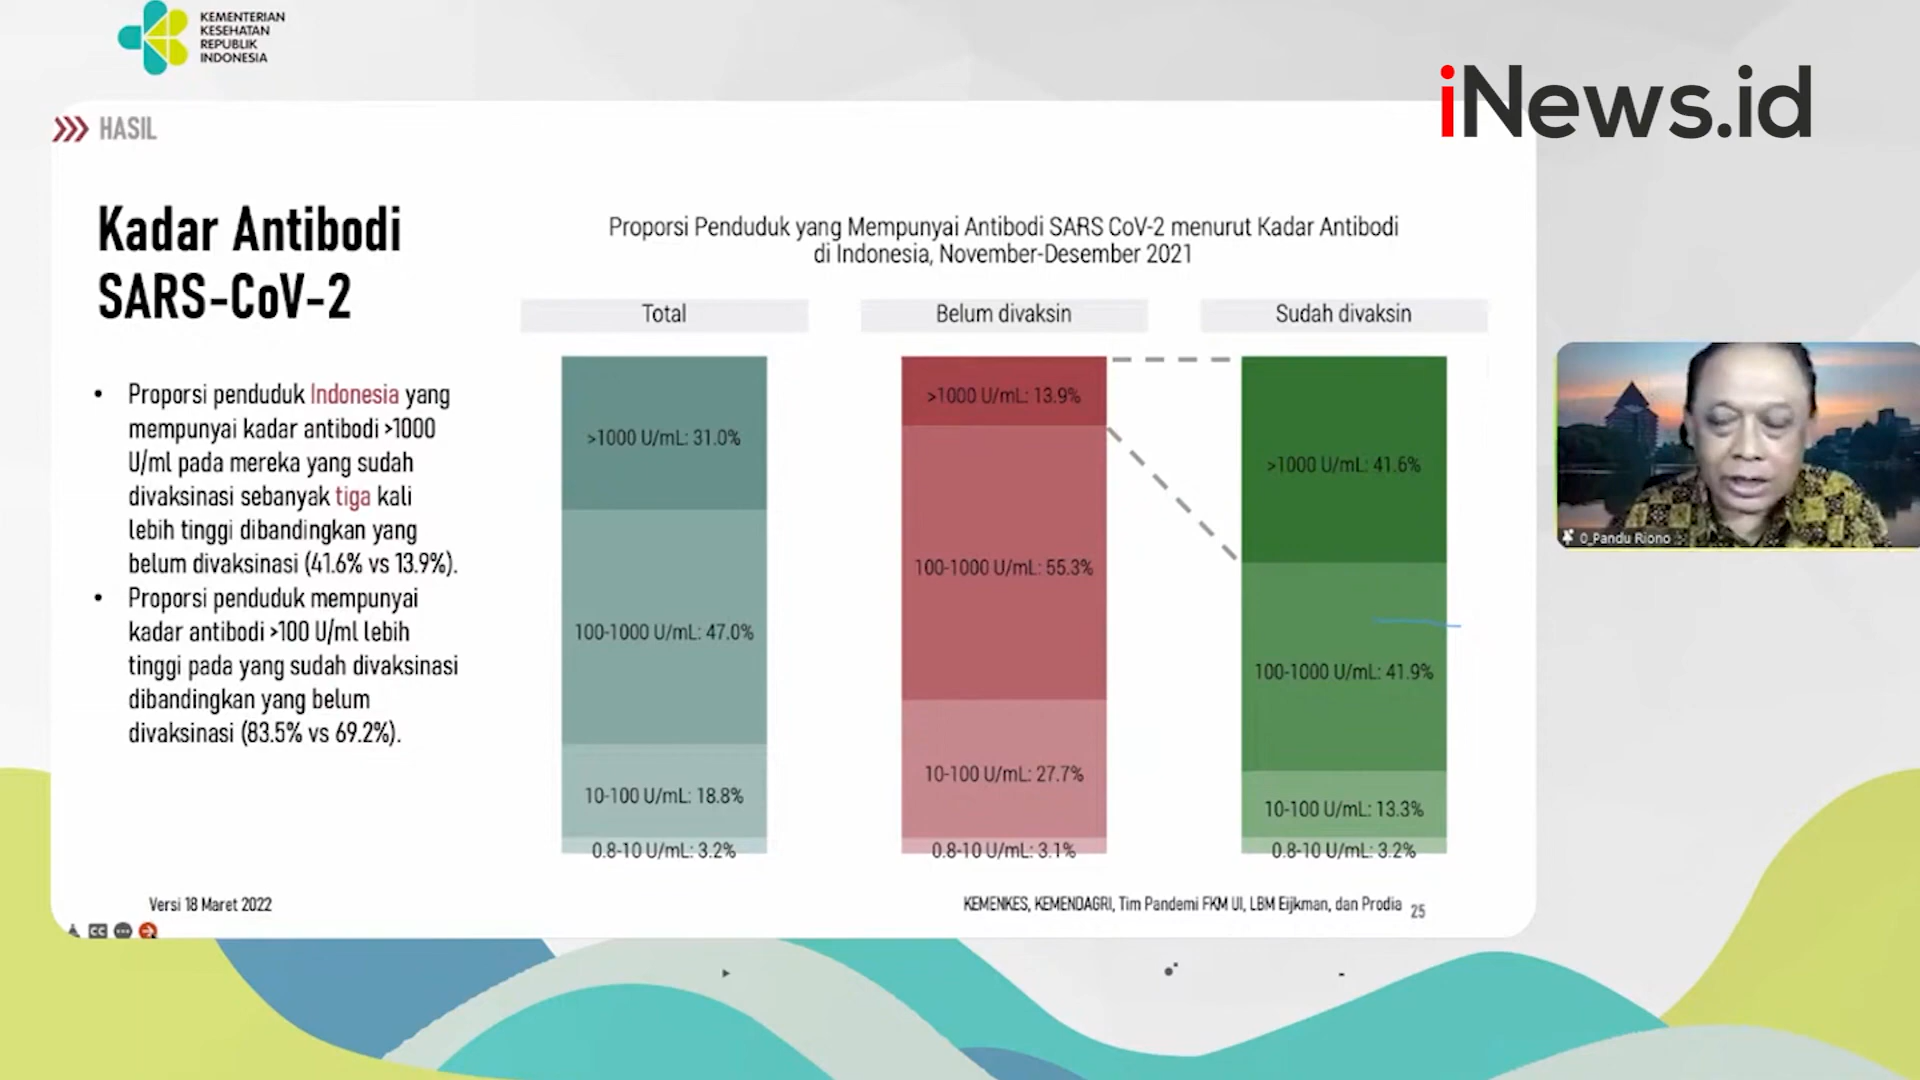 KEMENTERIAN
KESEHATAN
REPUBLIK
INDONESIA
iNews.id
HASIL
Kadar Antibodi
SARS-CoV-2
• Proporsi penduduk Indonesia yang
mempunyai kadar antibodi >1000
U/ml pada mereka yang sudah
divaksinasi sebanyak tiga kali
lebih tinggi dibandingkan yang
belum divaksinasi (41.6% vs 13.9%).
• Proporsi penduduk mempunyai
kadar antibodi >100 U/ml lebih
tinggi pada yang sudah divaksinasi
dibandingkan yang belum
divaksinasi (83.5% vs 69.2%).
Proporsi Penduduk yang Mempunyai Antibodi SARS CoV-2 menurut Kadar Antibodi
di Indonesia, November-Desember 2021
Total
>1000 U/mL: 31.0%
100-1000 U/mL: 47.0%
10-100 U/mL: 18.8%
0.8-10 U/mL: 3.2%
Belum divaksin
>1000 U/mL: 13.9%
100-1000 U/mL: 55.3%
10-100 U/mL: 27.7%
0.8-10 U/mL: 3.1%
Sudah divaksin
>1000 U/mL: 41.6%
100-1000 U/mL: 41.9%
10-100 U/mL: 13.3%
0.8-10 U/mL: 3.2%
0_Pandu Riono
Versi 18 Maret 2022
KEMENKES, KEMENDAGRI, Tim Pandemi FKM UI, LBM Eijkman, dan Prodia
25
CC